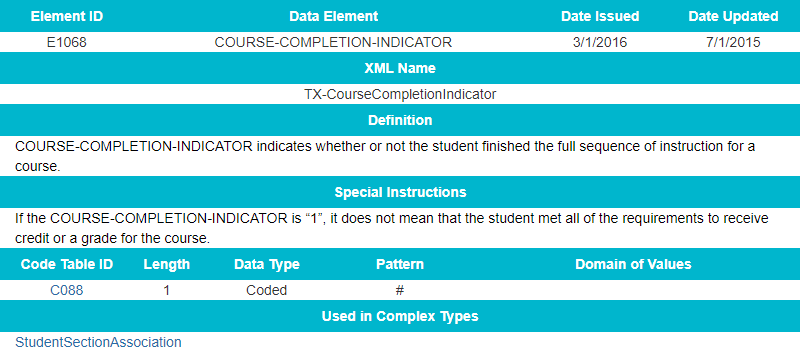 Element ID Data Element Date Issued Date Updated
E1068 COURSE-COMPLETION-INDICATOR 3/1/2016 7/1/2015
XML Name
TX-CourseCompletionIndicator
Definition
COURSE-COMPLETION-INDICATOR indicates whether or not the student finished the full sequence of instruction for a
course.
Special Instructions
If the COURSE-COMPLETION-INDICATOR is “1”, it does not mean that the student met all of the requirements to receive
credit or a grade for the course.
Code Table ID Length Data Type Pattern Domain of Values
C088 1 Coded #
Used in Complex Types
StudentSectionAssociation